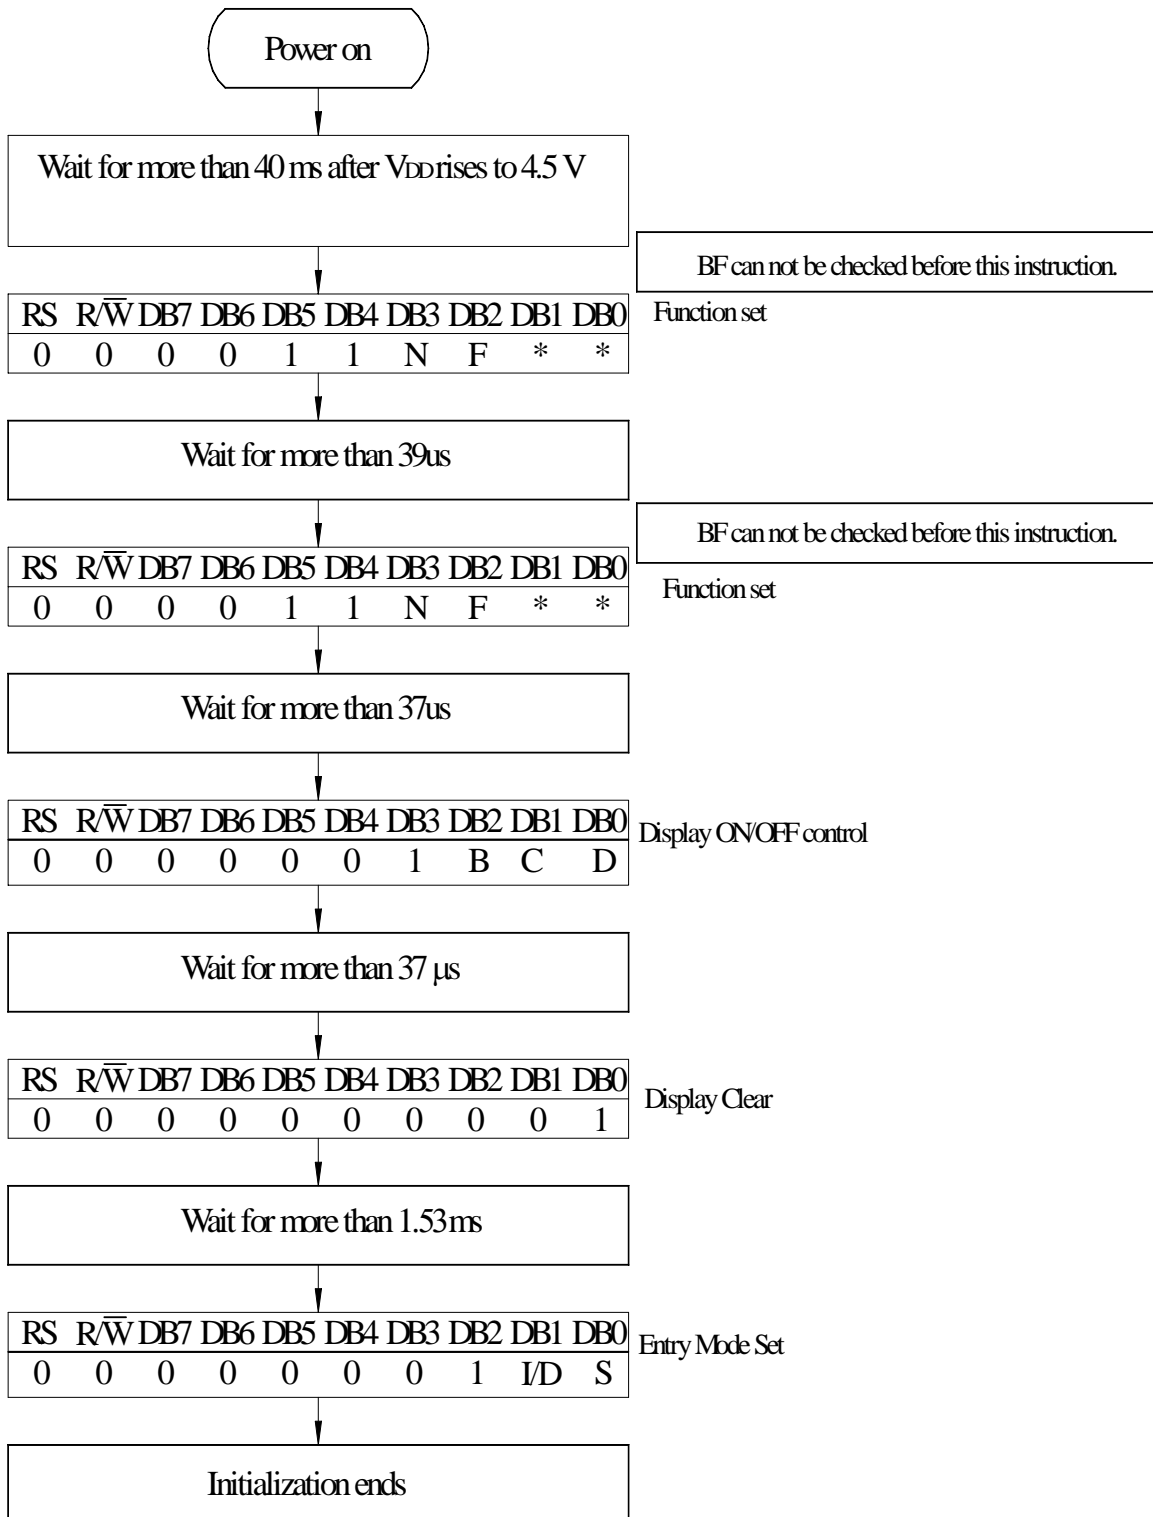 Power on
Wait for more than 40 ms after VDD rises to 4.5 V
BF can not be checked before this instruction.
RS R/W̅ DB7 DB6 DB5 DB4 DB3 DB2 DB1 DB0
Function set
0 0 0 0 1 1 N F * *
Wait for more than 39us
BF can not be checked before this instruction.
RS R/W̅ DB7 DB6 DB5 DB4 DB3 DB2 DB1 DB0
Function set
0 0 0 0 1 1 N F * *
Wait for more than 37us
RS R/W̅ DB7 DB6 DB5 DB4 DB3 DB2 DB1 DB0
Display ON/OFF control
0 0 0 0 0 0 1 B C D
Wait for more than 37 μs
RS R/W̅ DB7 DB6 DB5 DB4 DB3 DB2 DB1 DB0
Display Clear
0 0 0 0 0 0 0 0 0 1
Wait for more than 1.53ms
RS R/W̅ DB7 DB6 DB5 DB4 DB3 DB2 DB1 DB0
Entry Mode Set
0 0 0 0 0 0 0 1 I/D S
Initialization ends